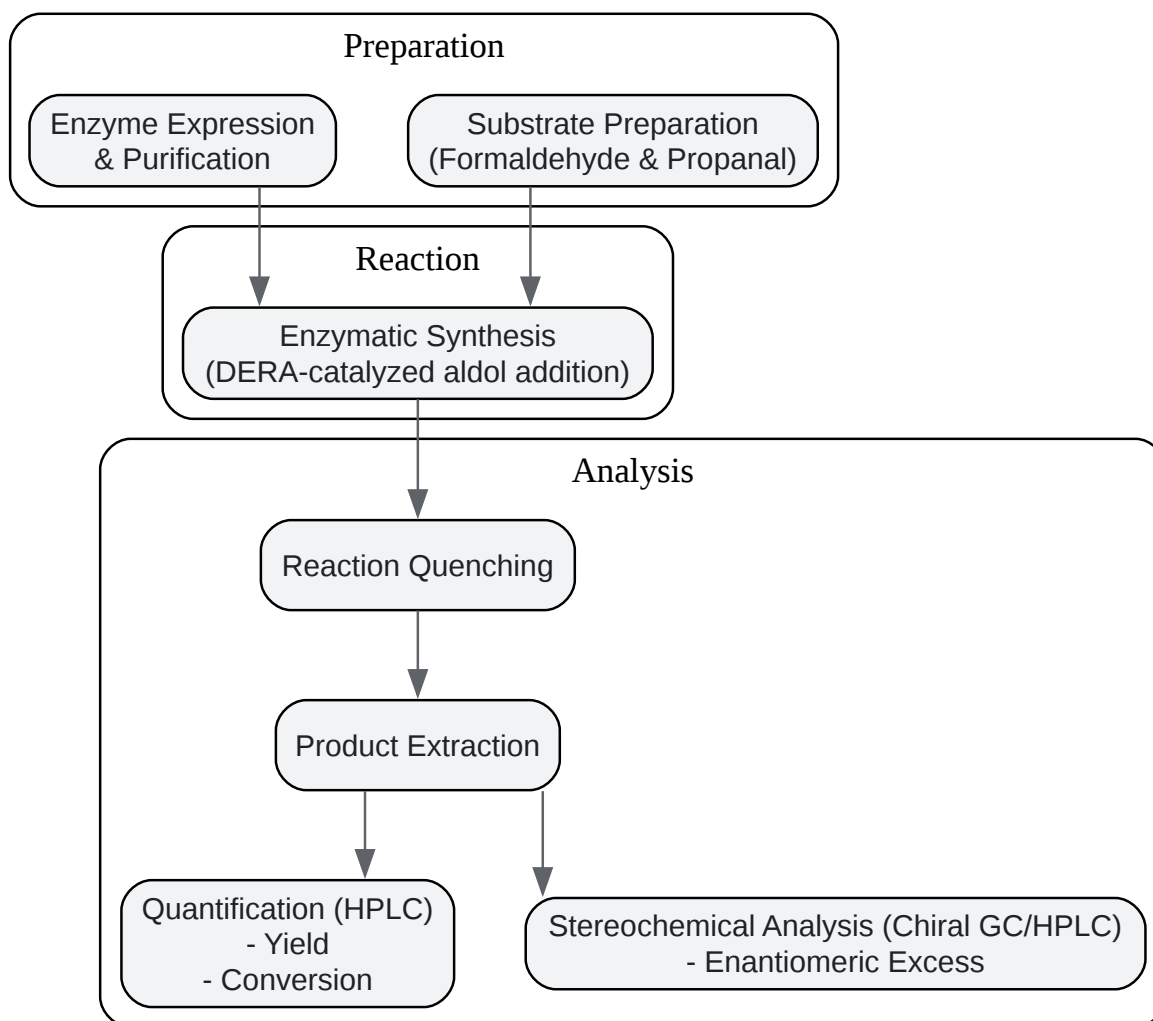 Preparation
Enzyme Expression
& Purification
Substrate Preparation
(Formaldehyde & Propanal)
Reaction
Enzymatic Synthesis
(DERA-catalyzed aldol addition)
Analysis
Reaction Quenching
Product Extraction
Quantification (HPLC)
- Yield
- Conversion
Stereochemical Analysis (Chiral GC/HPLC)
- Enantiomeric Excess